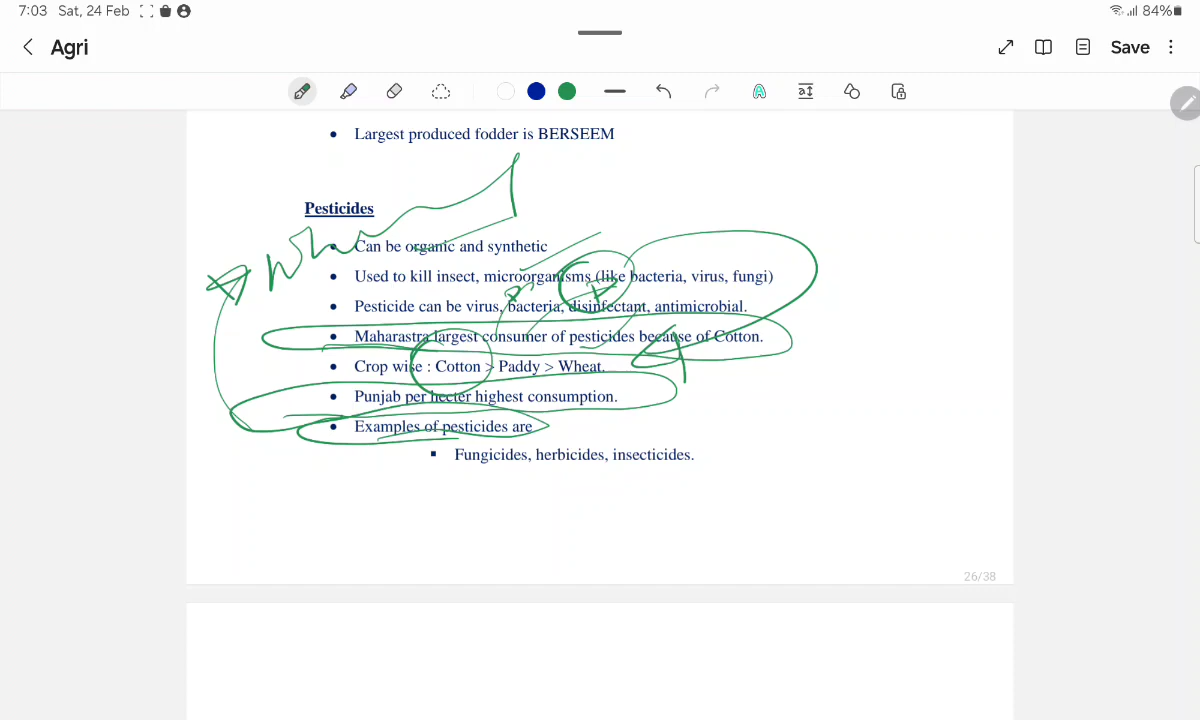 7:03 Sat, 24 Feb 84%
Agri Save
Largest produced fodder is BERSEEM
Pesticides
Can be organic and synthetic
Used to kill insect, microorganisms (like bacteria, virus, fungi)
Pesticide can be virus, bacteria, disinfectant, antimicrobial.
Maharastra largest consumer of pesticides because of Cotton.
Crop wise : Cotton > Paddy > Wheat.
Punjab per hecter highest consumption.
Examples of pesticides are
Fungicides, herbicides, insecticides.
26/38